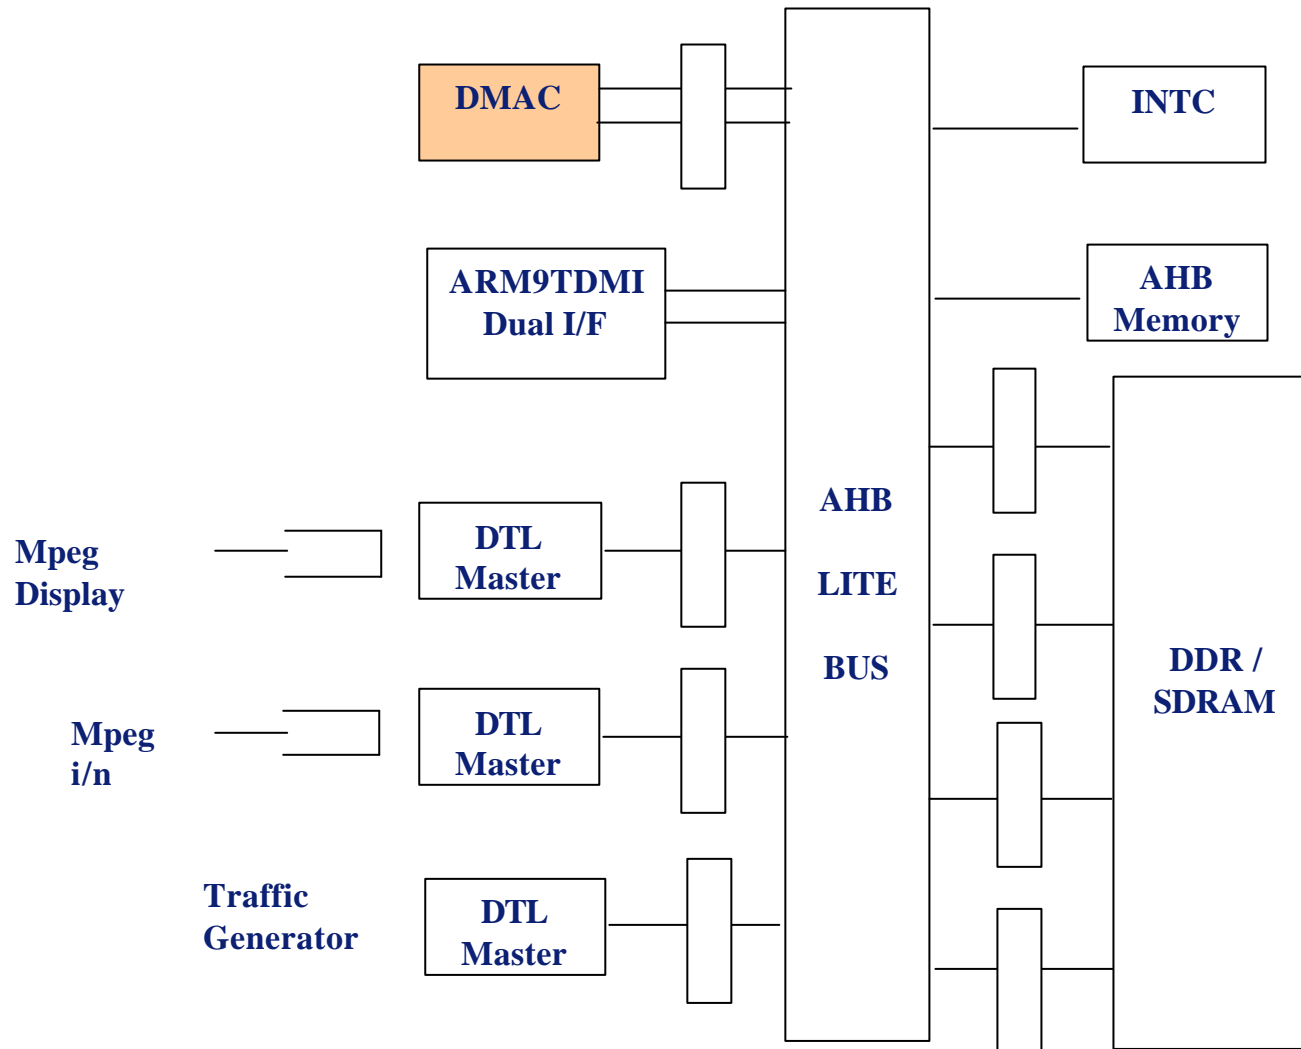 DMAC
INTC
ARM9TDMI
Dual I/F
AHB
Memory
Mpeg
Display
DTL
Master
AHB
LITE
BUS
DDR /
SDRAM
Mpeg
i/n
DTL
Master
Traffic
Generator
DTL
Master